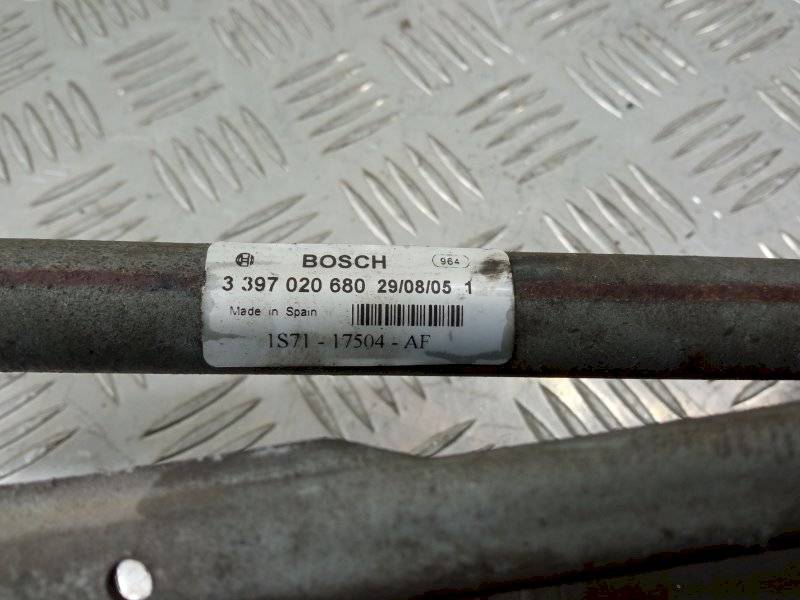 BOSCH 964
3 397 020 680 29/08/05 1
Made in Spain
1S71 - 17504 - AF